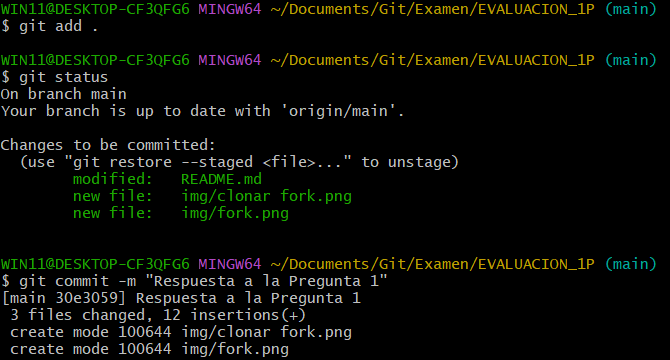 WIN11@DESKTOP-CF3QFG6 MINGW64 ~/Documents/Git/Examen/EVALUACION_1P (main)
$ git add .
WIN11@DESKTOP-CF3QFG6 MINGW64 ~/Documents/Git/Examen/EVALUACION_1P (main)
$ git status
On branch main
Your branch is up to date with 'origin/main'.
Changes to be committed:
  (use "git restore --staged <file>..." to unstage)
        modified:   README.md
        new file:   img/clonar fork.png
        new file:   img/fork.png
WIN11@DESKTOP-CF3QFG6 MINGW64 ~/Documents/Git/Examen/EVALUACION_1P (main)
$ git commit -m "Respuesta a la Pregunta 1"
[main 30e3059] Respuesta a la Pregunta 1
 3 files changed, 12 insertions(+)
 create mode 100644 img/clonar fork.png
 create mode 100644 img/fork.png